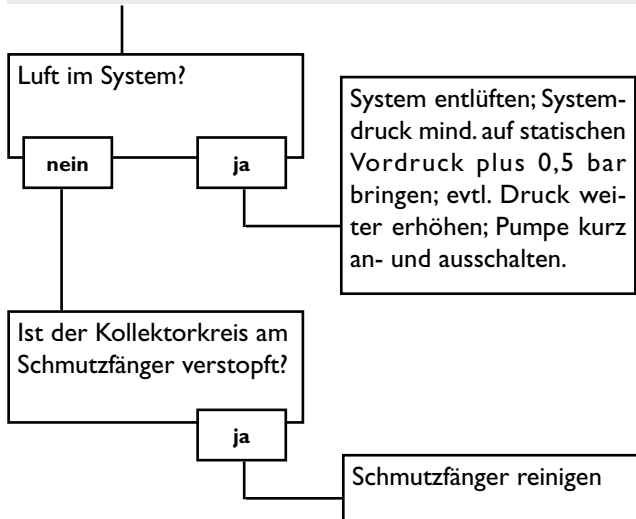 Luft im System?
nein
ja
System entlüften; System-
druck mind. auf statischen
Vordruck plus 0,5 bar
bringen; evtl. Druck wei-
ter erhöhen; Pumpe kurz
an- und ausschalten.
Ist der Kollektorkreis am
Schmutzfänger verstopft?
ja
Schmutzfänger reinigen